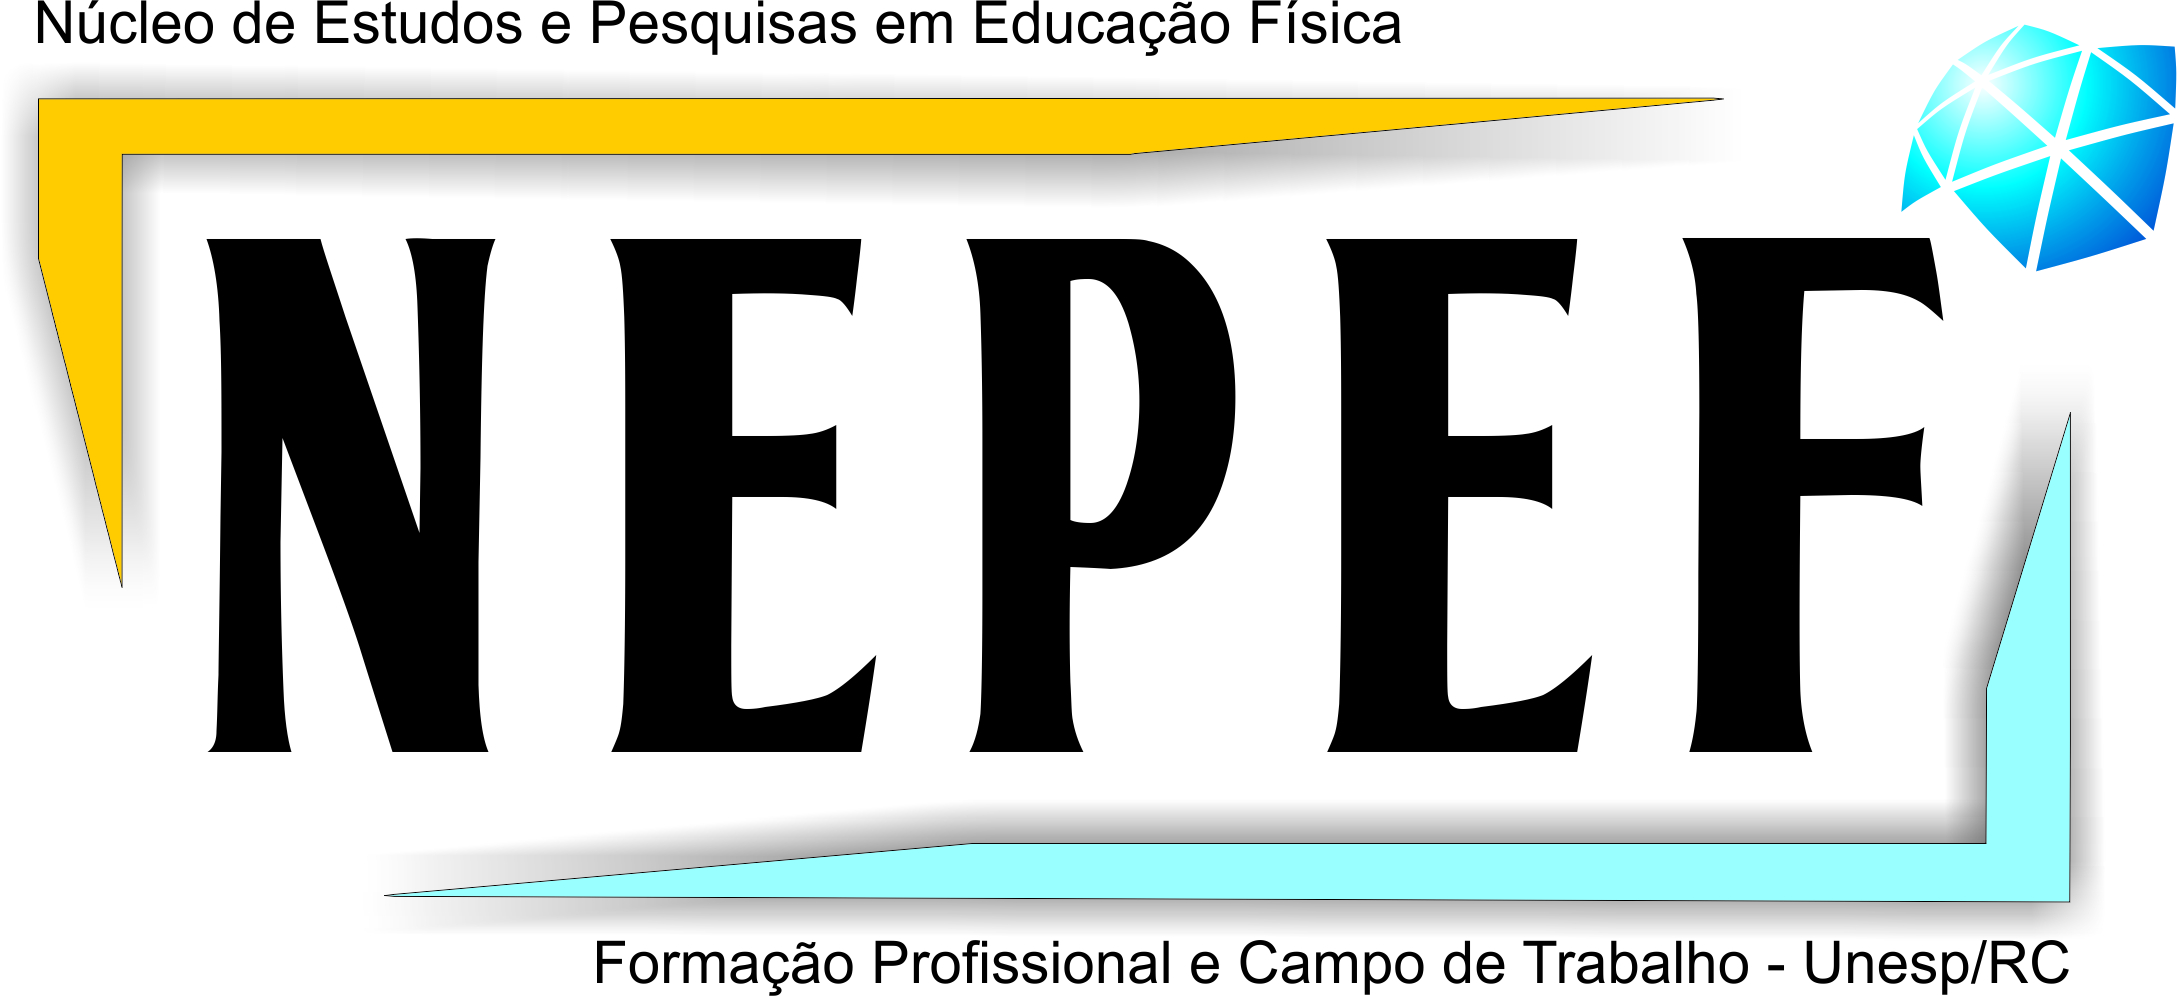 Núcleo de Estudos e Pesquisas em Educação Física
NEPEF
Formação Profissional e Campo de Trabalho - Unesp/RC